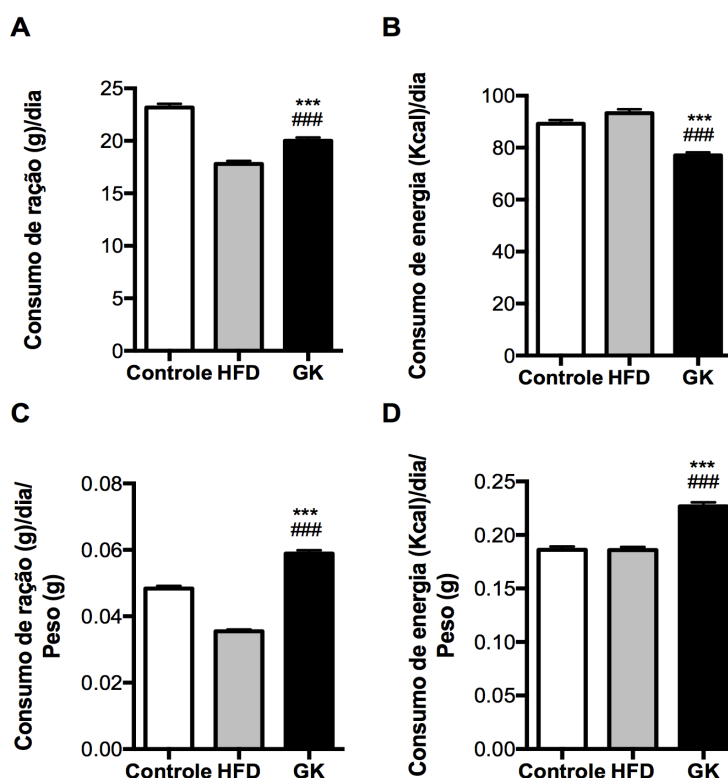 A
Consumo de ração (g)/dia
25
20
15
10
5
0
***
###
Controle HFD GK
B
Consumo de energia (Kcal)/dia
100
80
60
40
20
0
***
###
Controle HFD GK
C
Consumo de ração (g)/dia/
Peso (g)
0.08
0.06
0.04
0.02
0.00
***
###
Controle HFD GK
D
Consumo de energia (Kcal)/dia/
Peso (g)
0.25
0.20
0.15
0.10
0.05
0.00
***
###
Controle HFD GK